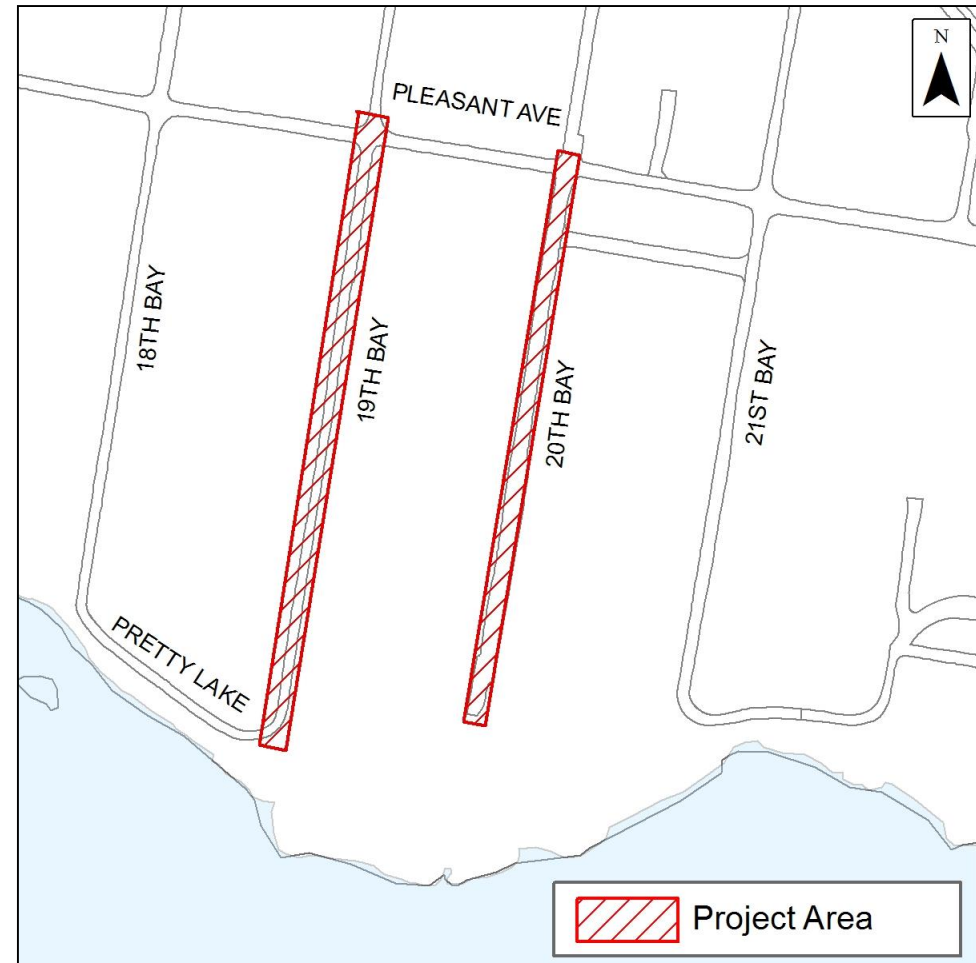 N
PLEASANT AVE
18TH BAY
19TH BAY
20TH BAY
21ST BAY
PRETTY LAKE
Project Area